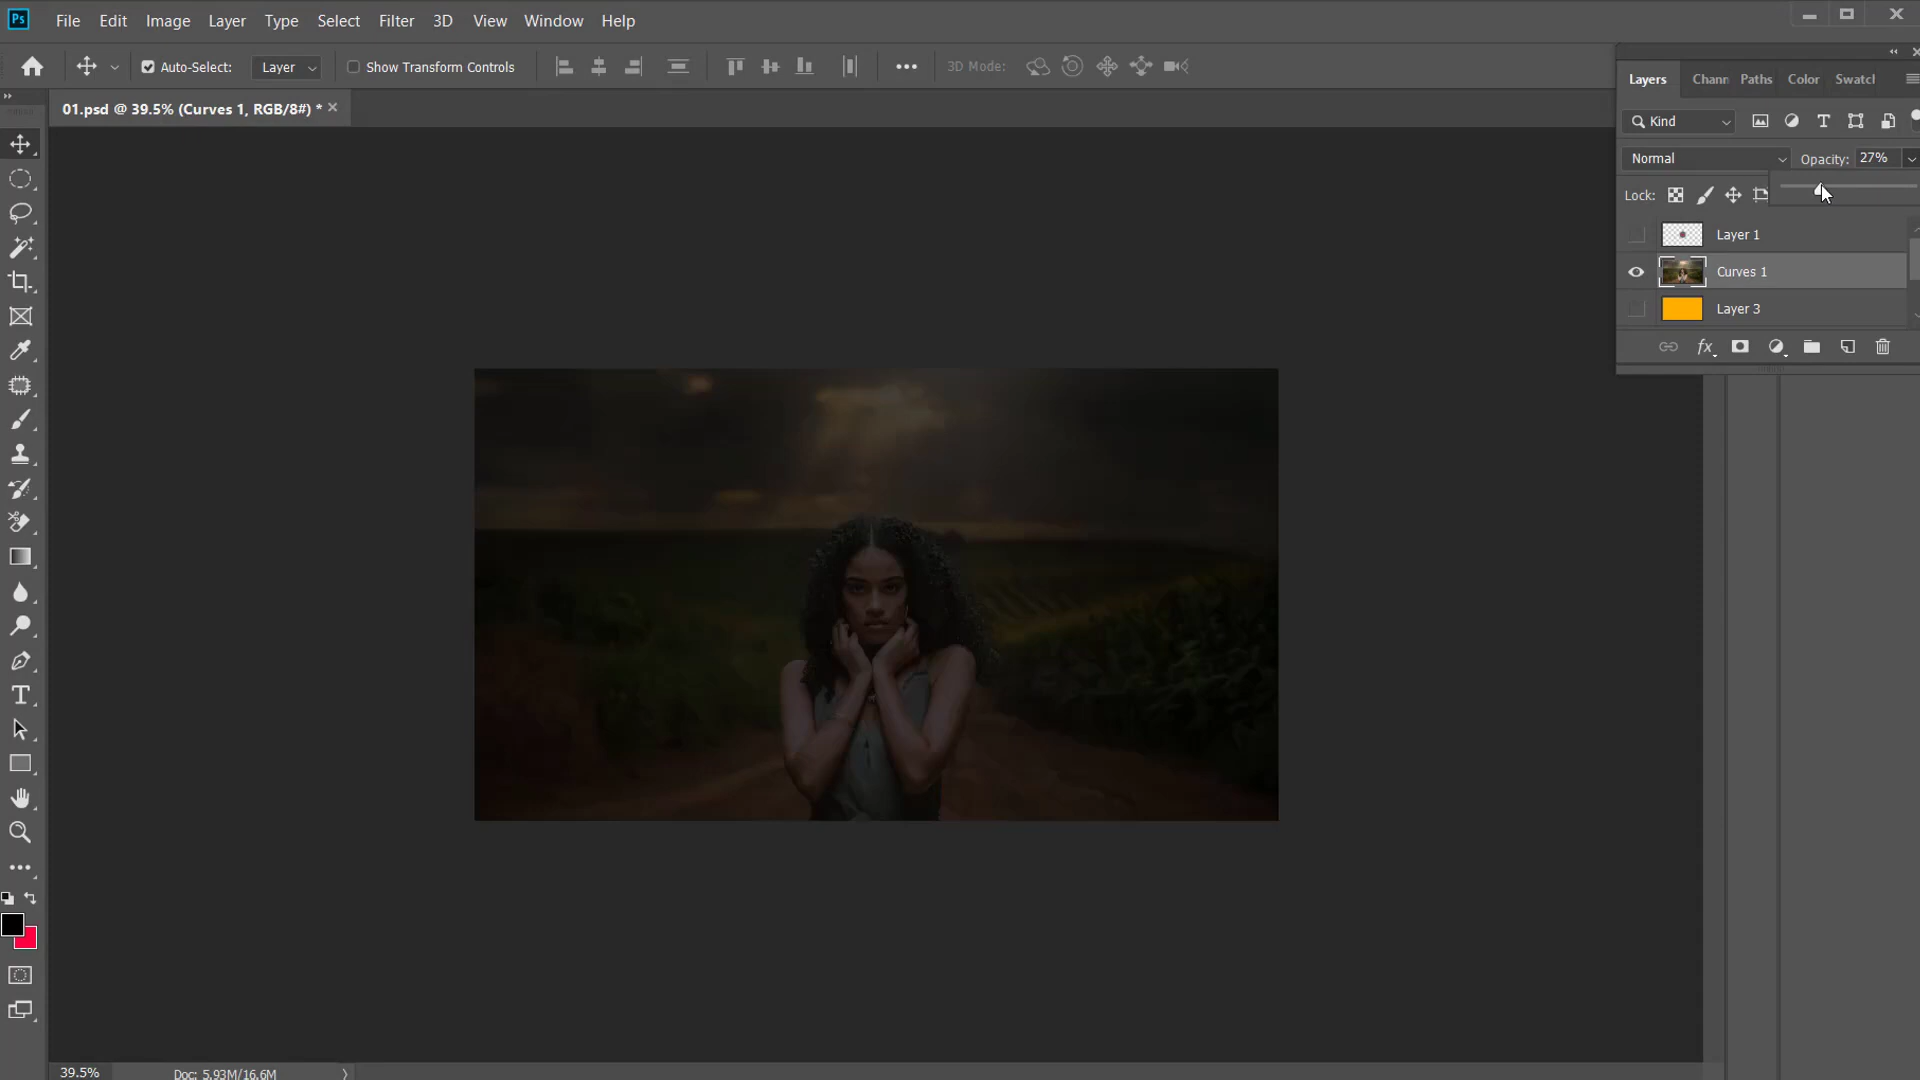 Ps File Edit Image Layer Type Select Filter 3D View Window Help
Auto-Select: Layer Show Transform Controls 3D Mode:
Layers Chann Paths Color Swatcl
01.psd @ 39.5% (Curves 1, RGB/8#) *
Kind
Normal Opacity: 27%
Lock:
Layer 1
Curves 1
Layer 3
fx
39.5% Doc: 5.93M/16.6M